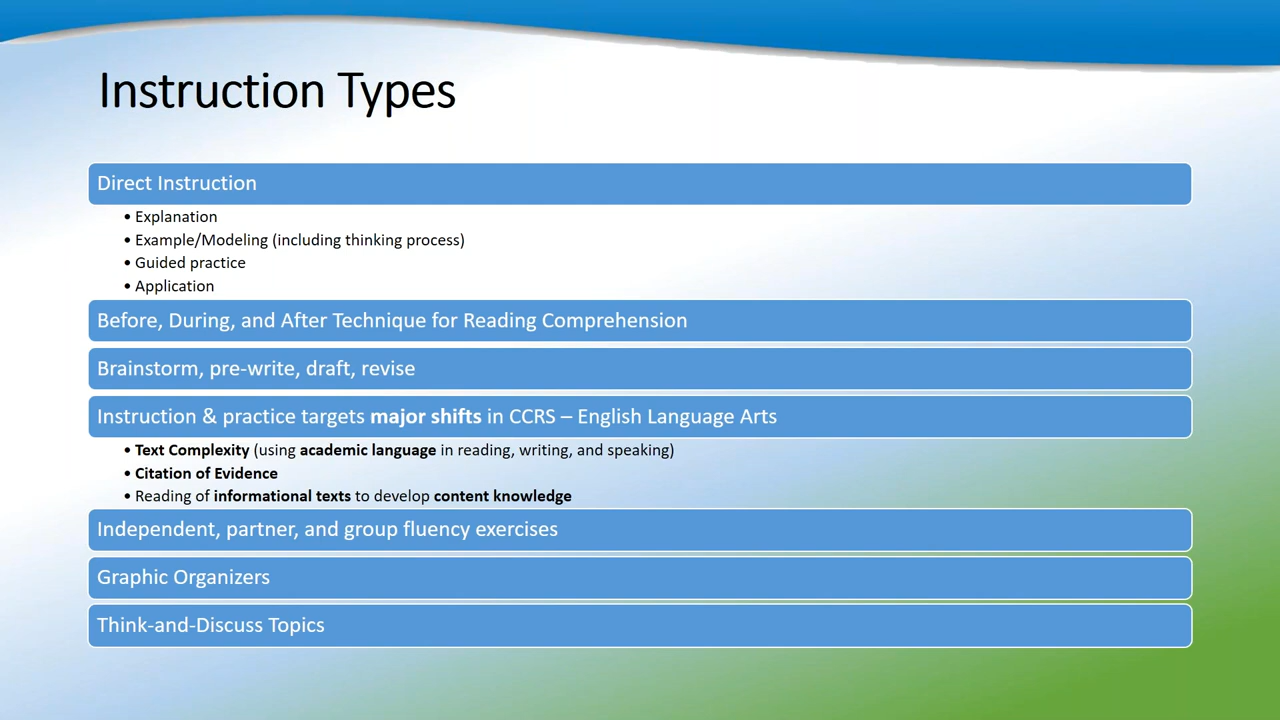 Instruction Types
Direct Instruction
• Explanation
• Example/Modeling (including thinking process)
• Guided practice
• Application
Before, During, and After Technique for Reading Comprehension
Brainstorm, pre-write, draft, revise
Instruction & practice targets major shifts in CCRS – English Language Arts
• Text Complexity (using academic language in reading, writing, and speaking)
• Citation of Evidence
• Reading of informational texts to develop content knowledge
Independent, partner, and group fluency exercises
Graphic Organizers
Think-and-Discuss Topics